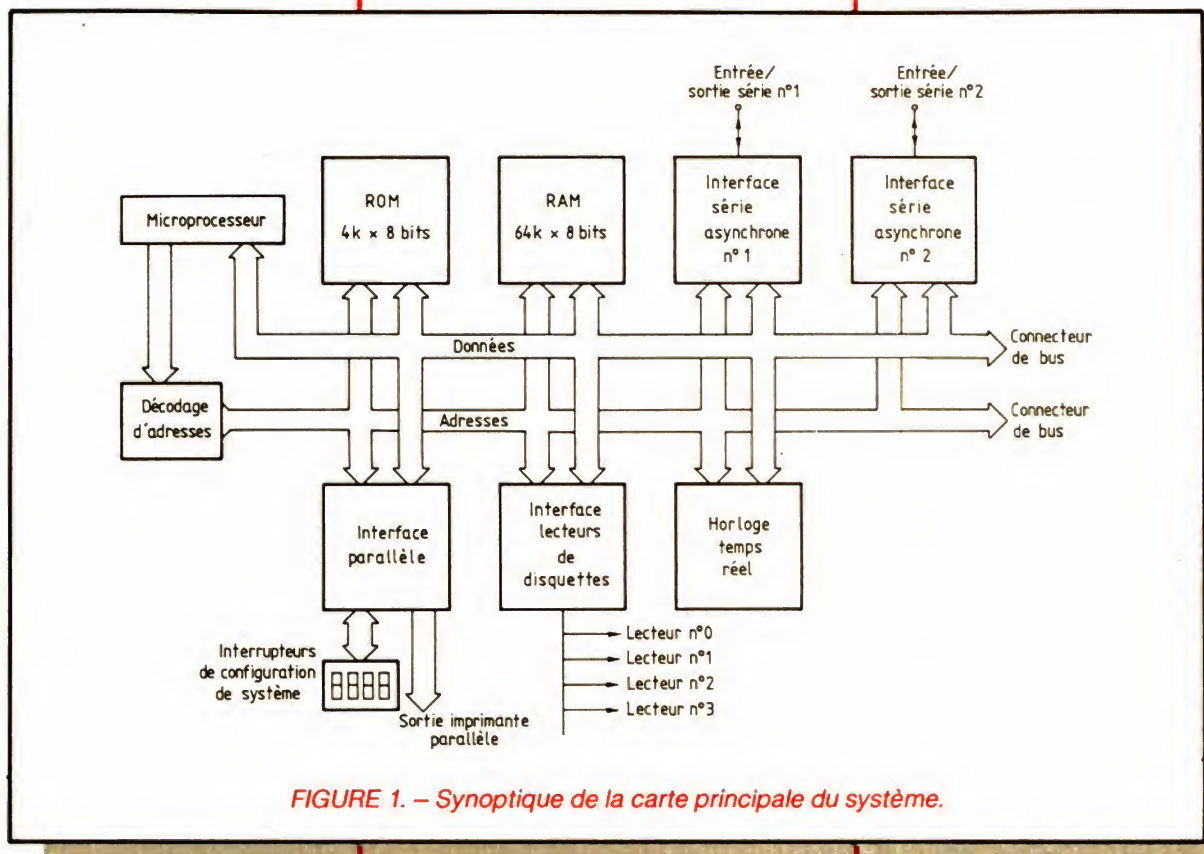 Entrée/
sortie série n°1
Entrée/
sortie série n°2
Microprocesseur
ROM
4k × 8 bits
RAM
64k × 8 bits
Interface
série
asynchrone
n° 1
Interface
série
asynchrone
n° 2
Données
Connecteur
de bus
Décodage
d'adresses
Adresses
Connecteur
de bus
Interface
parallèle
Interface
lecteurs
de
disquettes
Horloge
temps
réel
Interrupteurs
de configuration
de système
Sortie imprimante
parallèle
Lecteur n°0
Lecteur n°1
Lecteur n°2
Lecteur n°3
FIGURE 1. – Synoptique de la carte principale du système.